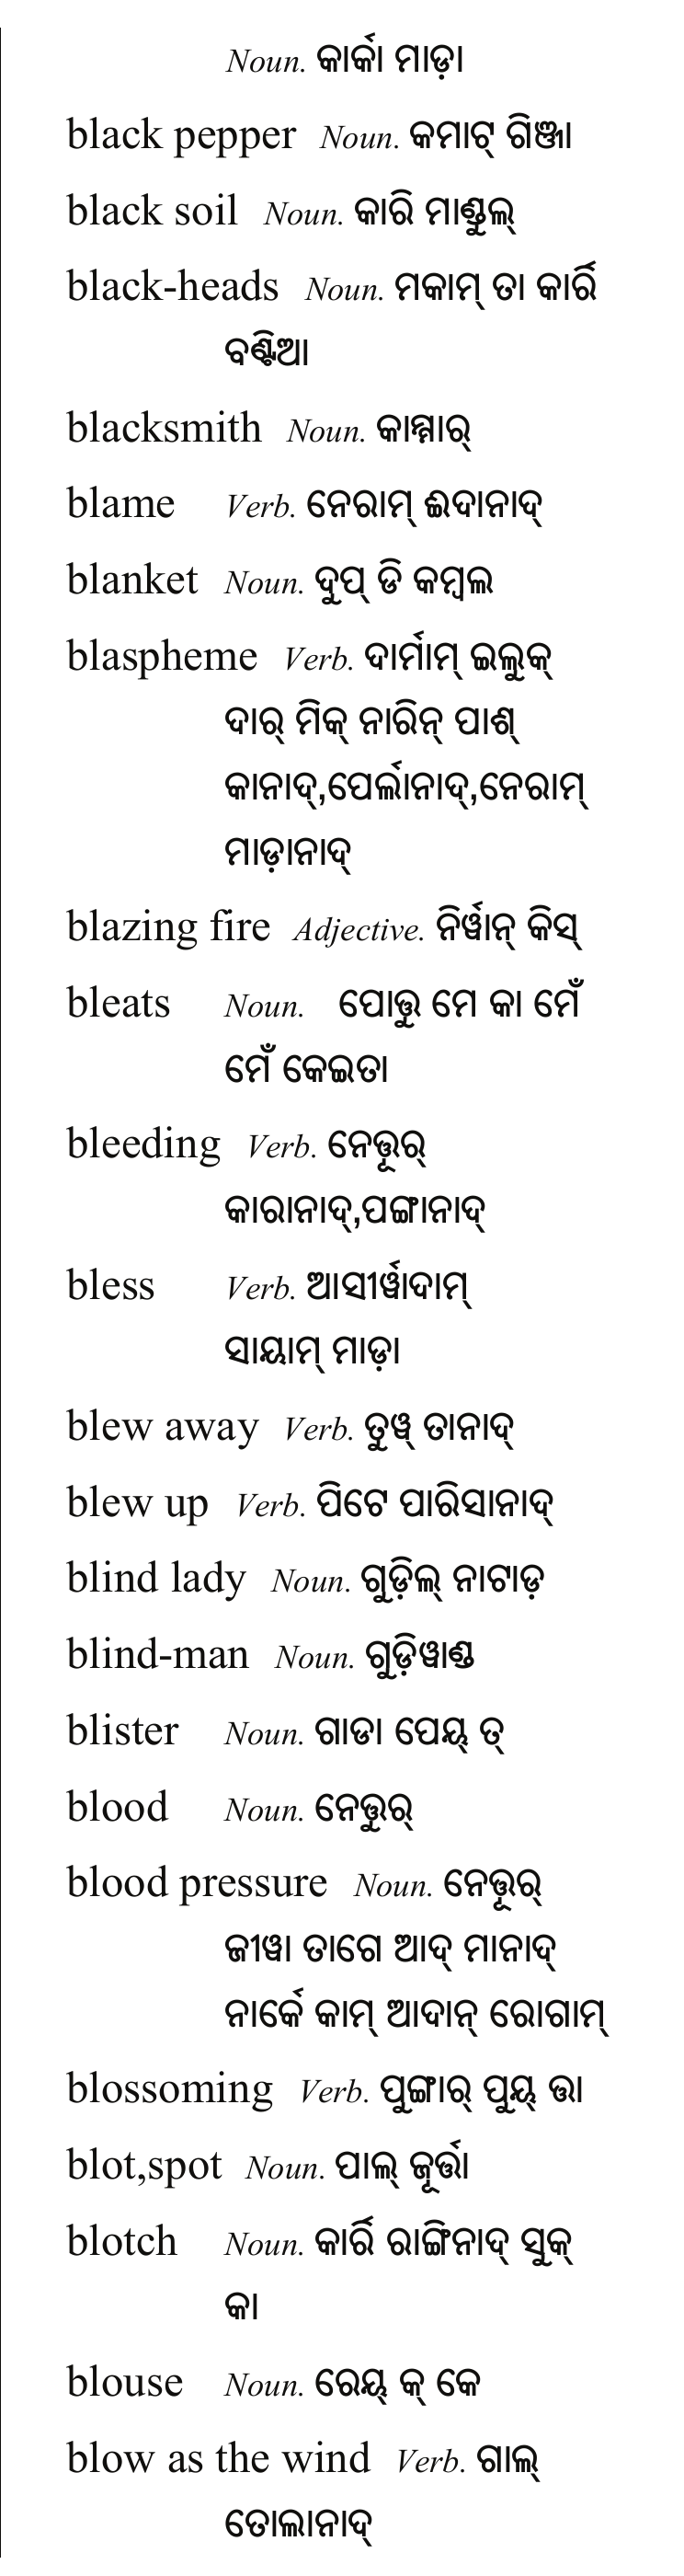 Noun. କାର୍କା ମାଡ଼ା
black pepper Noun. କମାଟ୍ ଗିଞ୍ଜା
black soil Noun. କାରି ମାଣ୍ଡୁଲ୍
black-heads Noun. ମକାମ୍ ତା କାର୍ରି
ବଣ୍ଟିଆ
blacksmith Noun. କାମ୍ମାର୍
blame Verb. ନେରାମ୍ ଈଦାନାଦ୍
blanket Noun. ଦୁପ୍ ଡି କମ୍ବଲ
blaspheme Verb. ଦାର୍ମାମ୍ ଇଲୁକ୍
ଦାର୍ ମିକ୍ ନାରିନ୍ ପାଶ୍
କାନାଦ୍,ପେର୍ଲାନାଦ୍,ନେରାମ୍
ମାଡ଼ାନାଦ୍
blazing fire Adjective. ନିର୍ୱାନ୍ କିସ୍
bleats Noun. ପୋତ୍ତୁ ମେ କା ମେଁ
ମେଁ କେଇତା
bleeding Verb. ନେତ୍ତୂର୍
କାରାନାଦ୍,ପଙ୍ଗାନାଦ୍
bless Verb. ଆସୀର୍ୱାଦାମ୍
ସାୟାମ୍ ମାଡ଼ା
blew away Verb. ତୁୱ୍ ତାନାଦ୍
blew up Verb. ପିଟେ ପାରିସାନାଦ୍
blind lady Noun. ଗୁଡ଼ିଲ୍ ନାଟାଡ଼
blind-man Noun. ଗୁଡ଼ିୱାଣ୍ଡ
blister Noun. ଗାଡା ପେୟ୍ ତ୍
blood Noun. ନେତ୍ତୁର୍
blood pressure Noun. ନେତ୍ତୂର୍
ଜୀୱା ତାଗେ ଆଦ୍ ମାନାଦ୍
ନାର୍କେ କାମ୍ ଆଦାନ୍ ରୋଗାମ୍
blossoming Verb. ପୁଙ୍ଗାର୍ ପୁୟ୍ ତ୍ତା
blot,spot Noun. ପାଲ୍ ଜୂର୍ତ୍ତା
blotch Noun. କାର୍ରି ରାଙ୍ଗିନାଦ୍ ସୁକ୍
କା
blouse Noun. ରେୟ୍ କ୍ କେ
blow as the wind Verb. ଗାଲ୍
ତୋଲାନାଦ୍